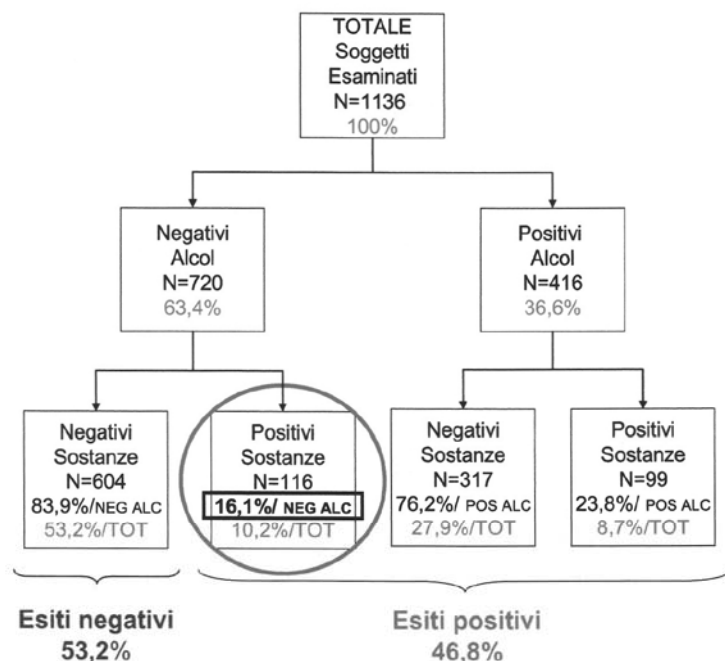 TOTALE
Soggetti
Esaminati
N=1136
100%
Negativi
Alcol
N=720
63,4%
Positivi
Alcol
N=416
36,6%
Negativi
Sostanze
N=604
83,9%/NEG ALC
53,2%/TOT
Positivi
Sostanze
N=116
16,1%/ NEG ALC
10,2%/TOT
Negativi
Sostanze
N=317
76,2%/ POS ALC
27,9%/TOT
Positivi
Sostanze
N=99
23,8%/ POS ALC
8,7%/TOT
Esiti negativi
53,2%
Esiti positivi
46,8%